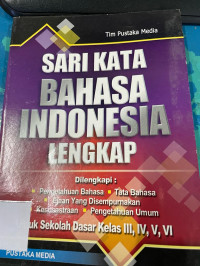 Tim Pustaka Media
SARI KATA
BAHASA
INDONESIA
LENGKAP
Dilengkapi :
Pengetahuan Bahasa • Tata Bahasa
Ejaan Yang Disempurnakan
Kesusastraan • Pengetahuan Umum
uk Sekolah Dasar Kelas III, IV, V, VI
PUSTAKA MEDIA